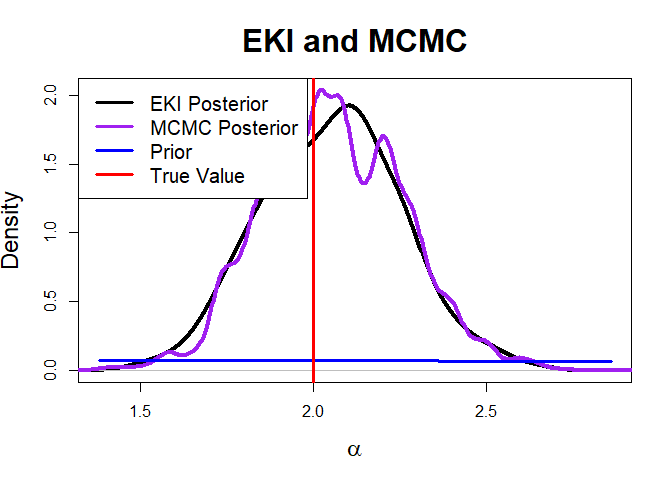 EKI and MCMC
EKI Posterior
MCMC Posterior
Prior
True Value
Density
2.0
1.5
1.0
0.5
0.0
1.5 2.0 2.5
α